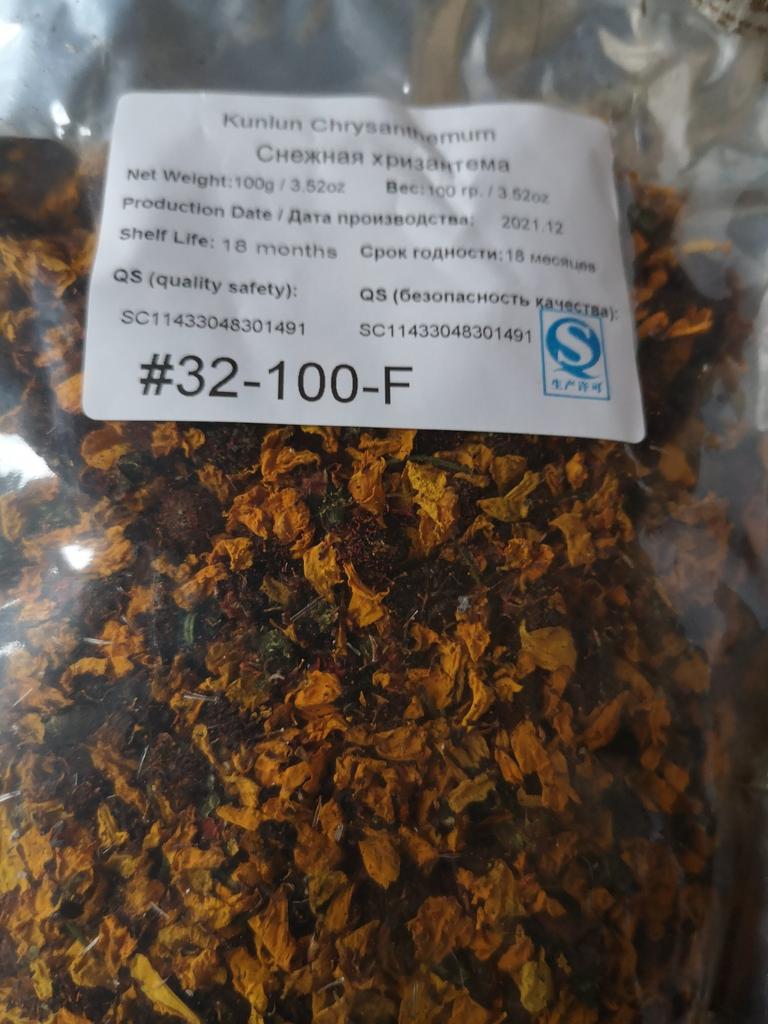 Kunlun Chrysanthemum
Снежная хризантема
Net Weight:100g / 3.52oz Вес:100 гр. / 3.52oz
Production Date / Дата производства: 2021.12
Shelf Life: 18 months Срок годности:18 месяцев
QS (quality safety): QS (безопасность качества):
SC11433048301491 SC11433048301491
#32-100-F
生产许可